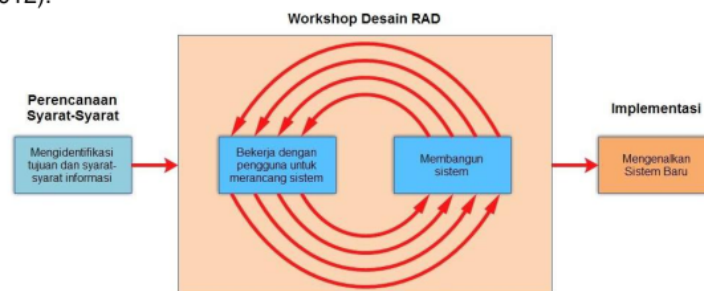 Workshop Desain RAD
Perencanaan
Syarat-Syarat
Mengidentifikasi
tujuan dan syarat-
syarat informasi
Bekerja dengan
pengguna untuk
merancang sistem
Membangun
sistem
Implementasi
Mengenalkan
Sistem Baru